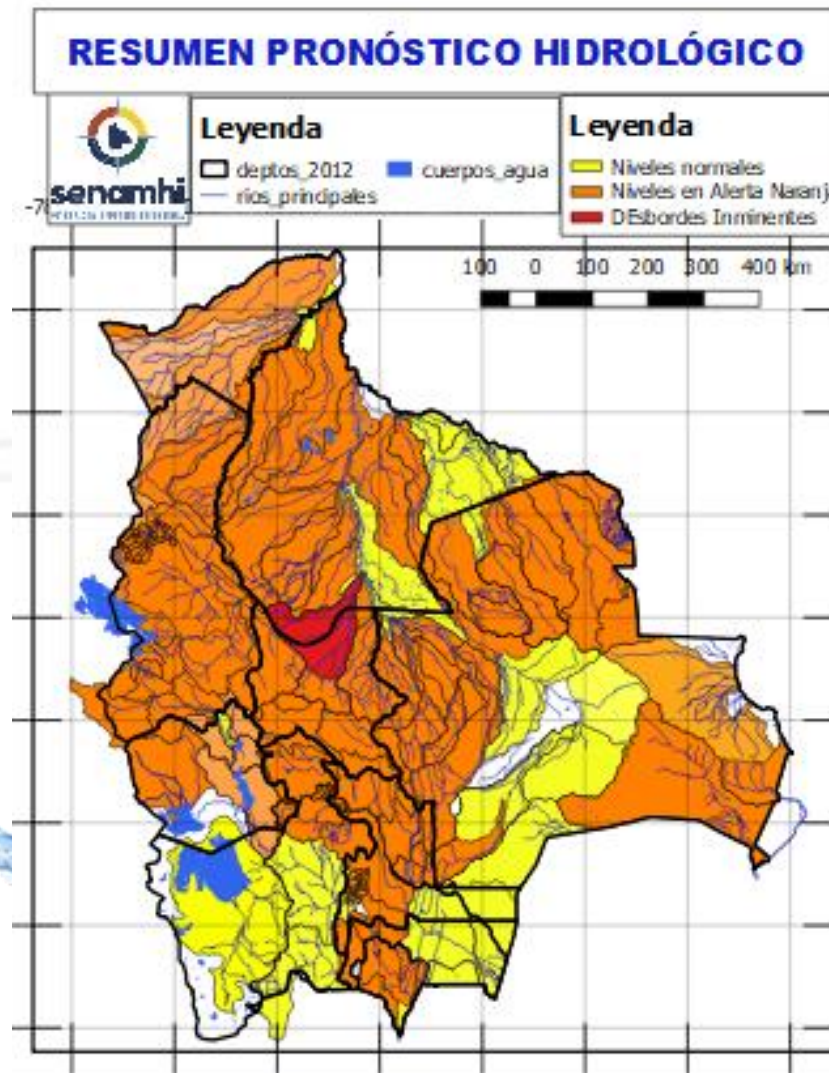 RESUMEN PRONÓSTICO HIDROLÓGICO
senamhi
Leyenda
deptos_2012
cuerpos_agua
rios_principales
Leyenda
Niveles normales
Niveles en Alerta Naranj
DEsbordes Inminentes
100 0 100 200 300 400 km